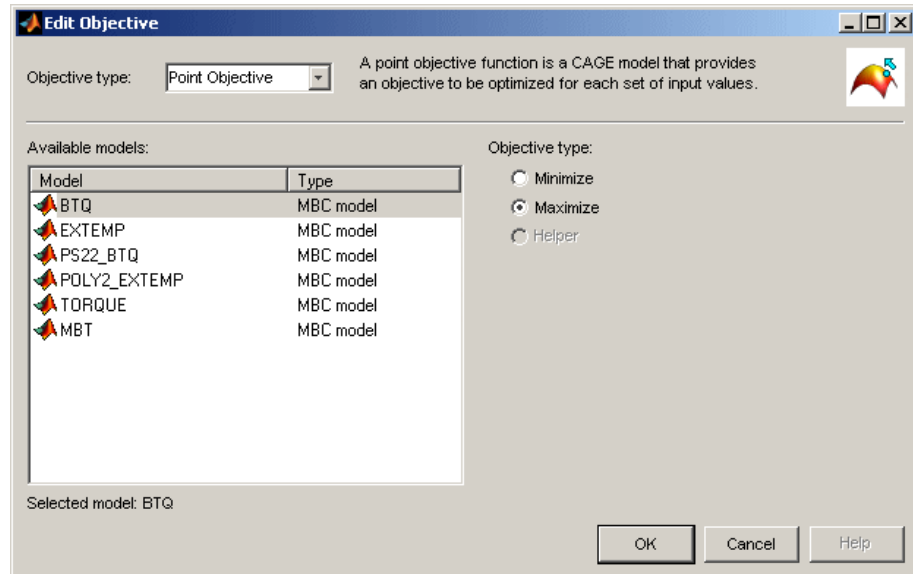 Edit Objective
Objective type: Point Objective
A point objective function is a CAGE model that provides
an objective to be optimized for each set of input values.
Available models:
Model Type
BTQ MBC model
EXTEMP MBC model
PS22_BTQ MBC model
POLY2_EXTEMP MBC model
TORQUE MBC model
MBT MBC model
Selected model: BTQ
Objective type:
Minimize
Maximize
Helper
OK Cancel Help